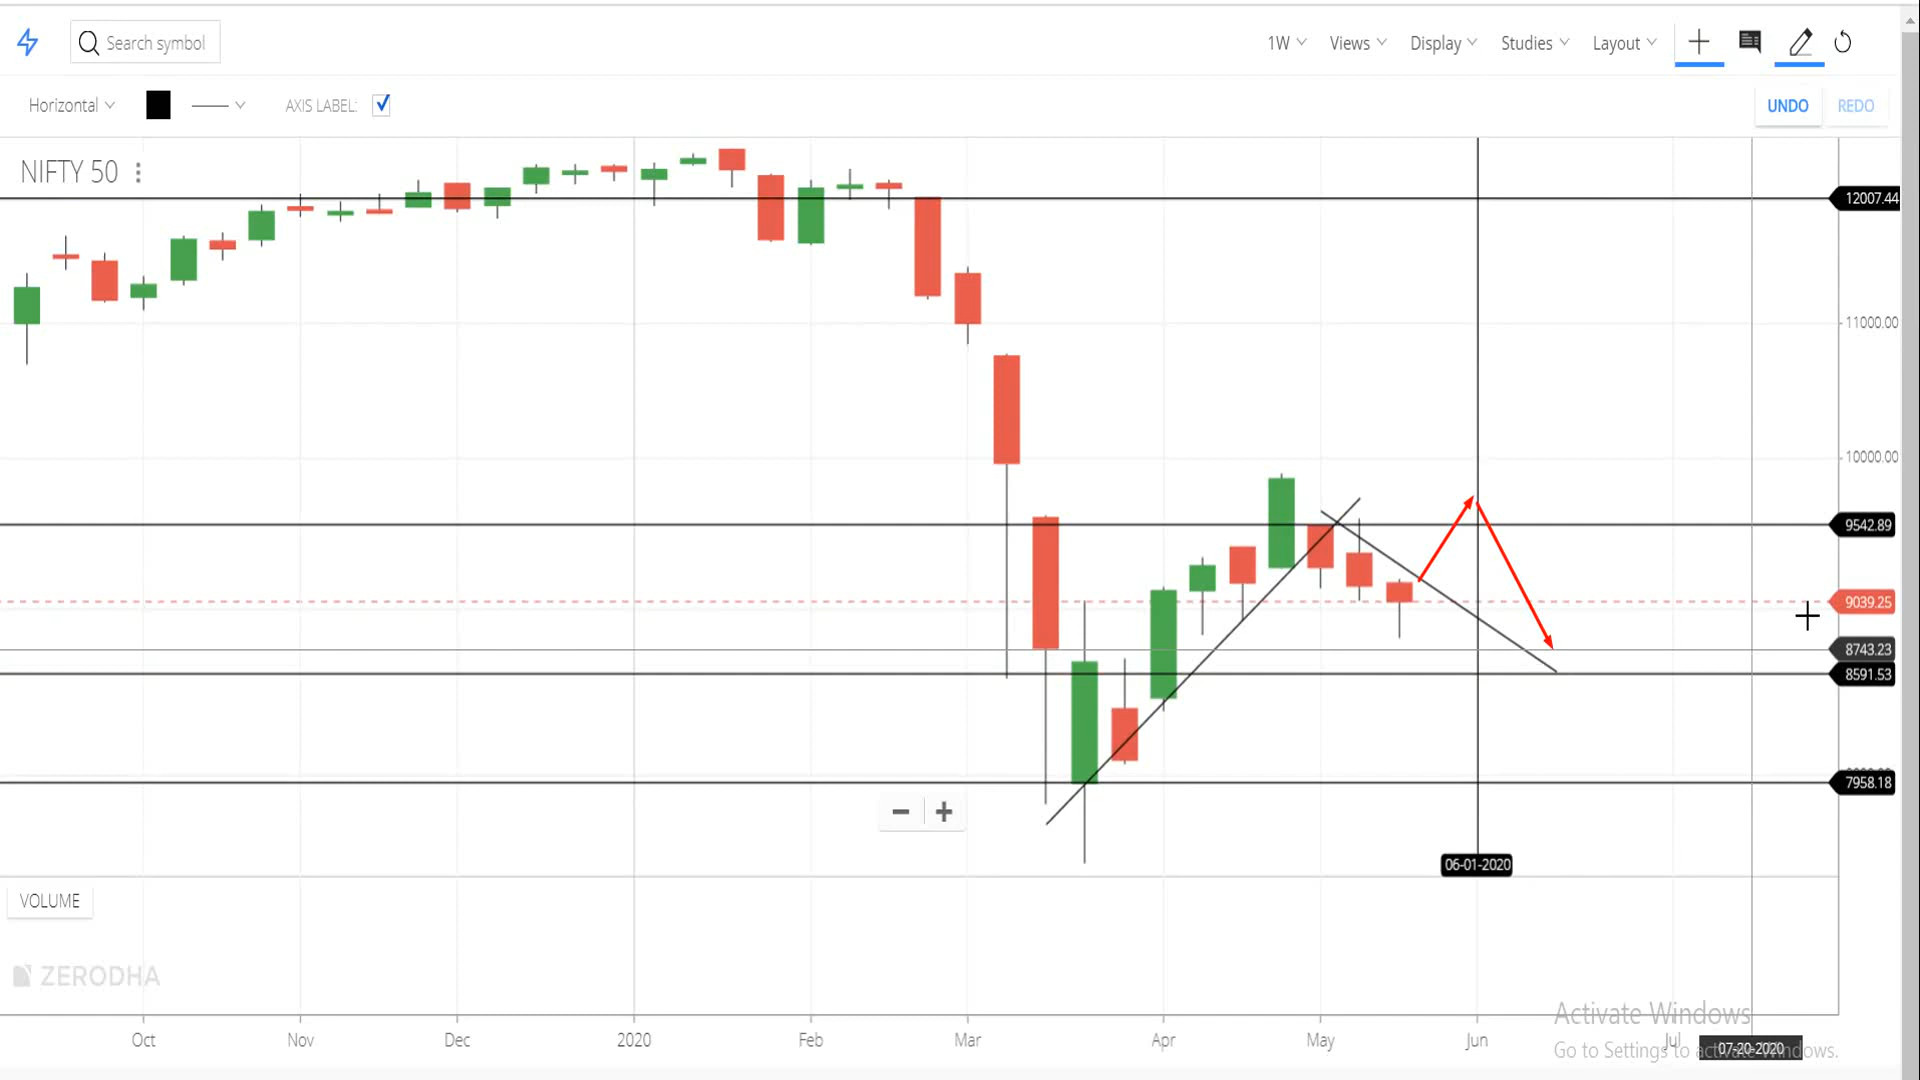 Search symbol
1W Views Display Studies Layout
Horizontal AXIS LABEL: UNDO REDO
NIFTY 50
12007.44
11000.00
10000.00
9542.89
9039.25
8743.23
8591.53
7958.18
06-01-2020
VOLUME
ZERODHA
Activate Windows
Go to Settings to activate Windows.
Oct Nov Dec 2020 Feb Mar Apr May Jun Jul 07-20-2020